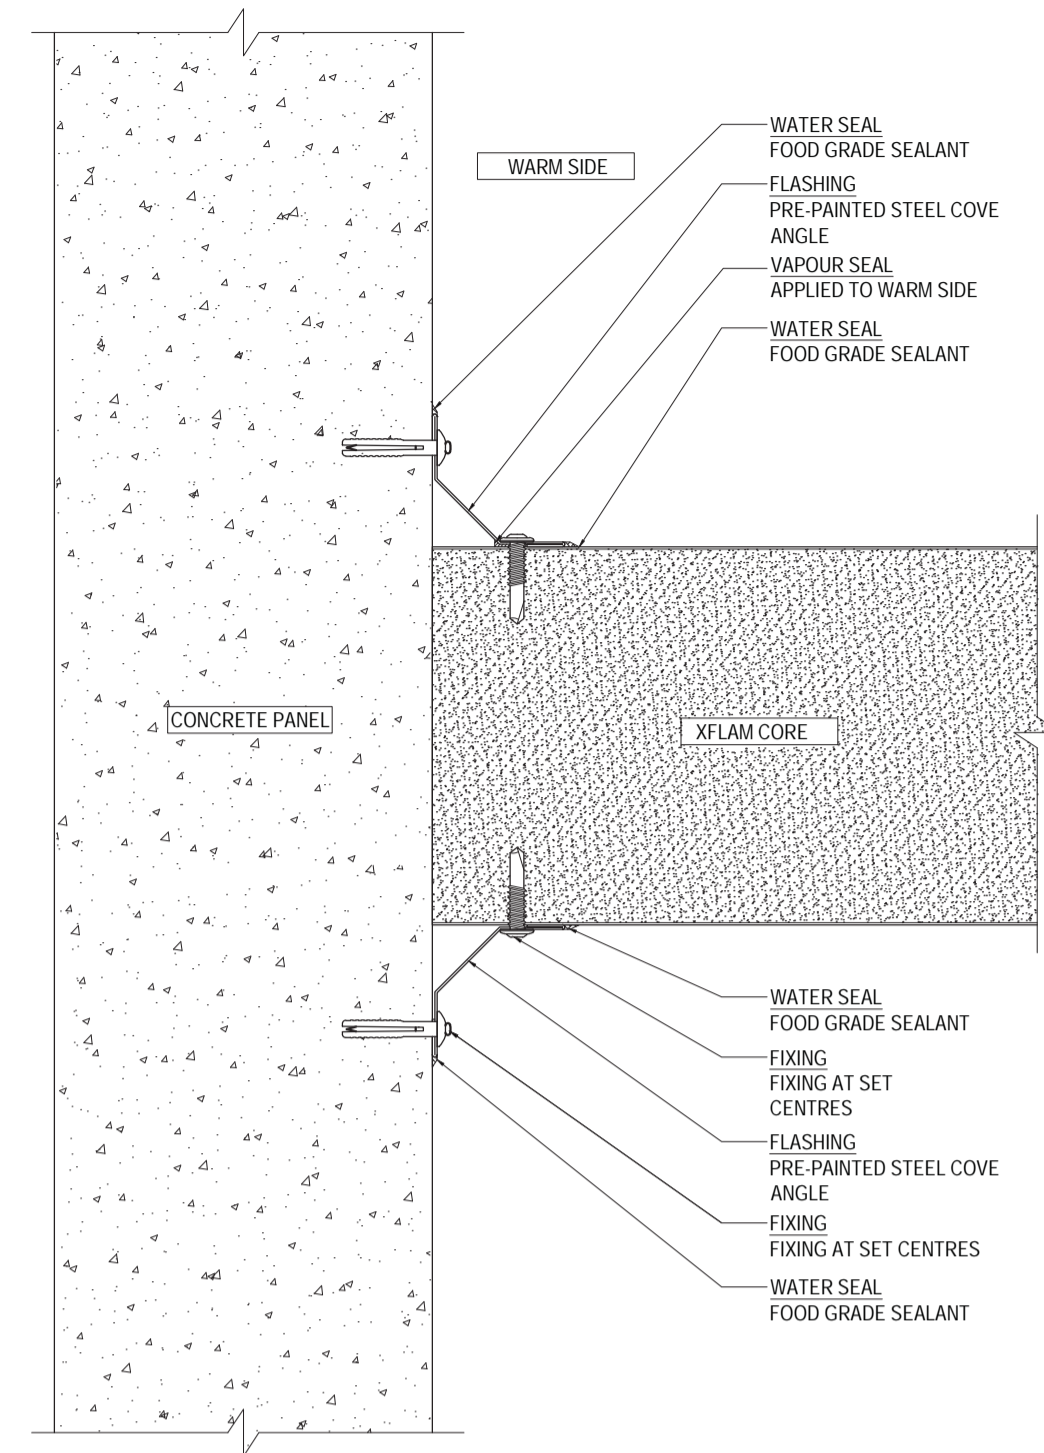 WATER SEAL
FOOD GRADE SEALANT
WARM SIDE
FLASHING
PRE-PAINTED STEEL COVE
ANGLE
VAPOUR SEAL
APPLIED TO WARM SIDE
WATER SEAL
FOOD GRADE SEALANT
CONCRETE PANEL
XFLAM CORE
WATER SEAL
FOOD GRADE SEALANT
FIXING
FIXING AT SET
CENTRES
FLASHING
PRE-PAINTED STEEL COVE
ANGLE
FIXING
FIXING AT SET CENTRES
WATER SEAL
FOOD GRADE SEALANT